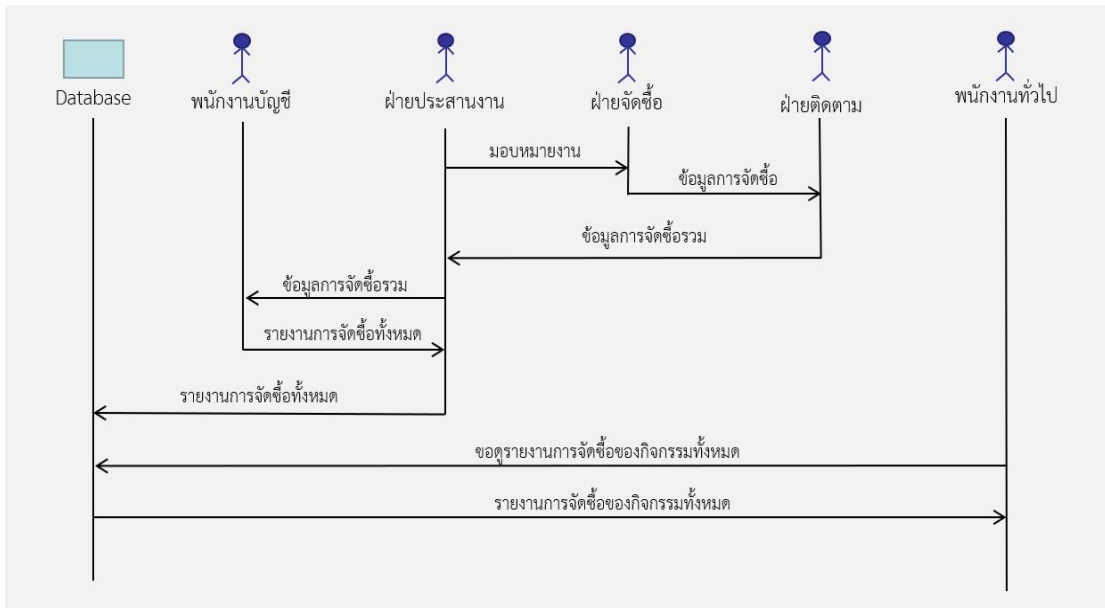 Database
พนักงานบัญชี
ฝ่ายประสานงาน
ฝ่ายจัดซื้อ
ฝ่ายติดตาม
พนักงานทั่วไป
มอบหมายงาน
ข้อมูลการจัดซื้อ
ข้อมูลการจัดซื้อรวม
ข้อมูลการจัดซื้อรวม
รายงานการจัดซื้อทั้งหมด
รายงานการจัดซื้อทั้งหมด
ขอดูรายงานการจัดซื้อของกิจกรรมทั้งหมด
รายงานการจัดซื้อของกิจกรรมทั้งหมด